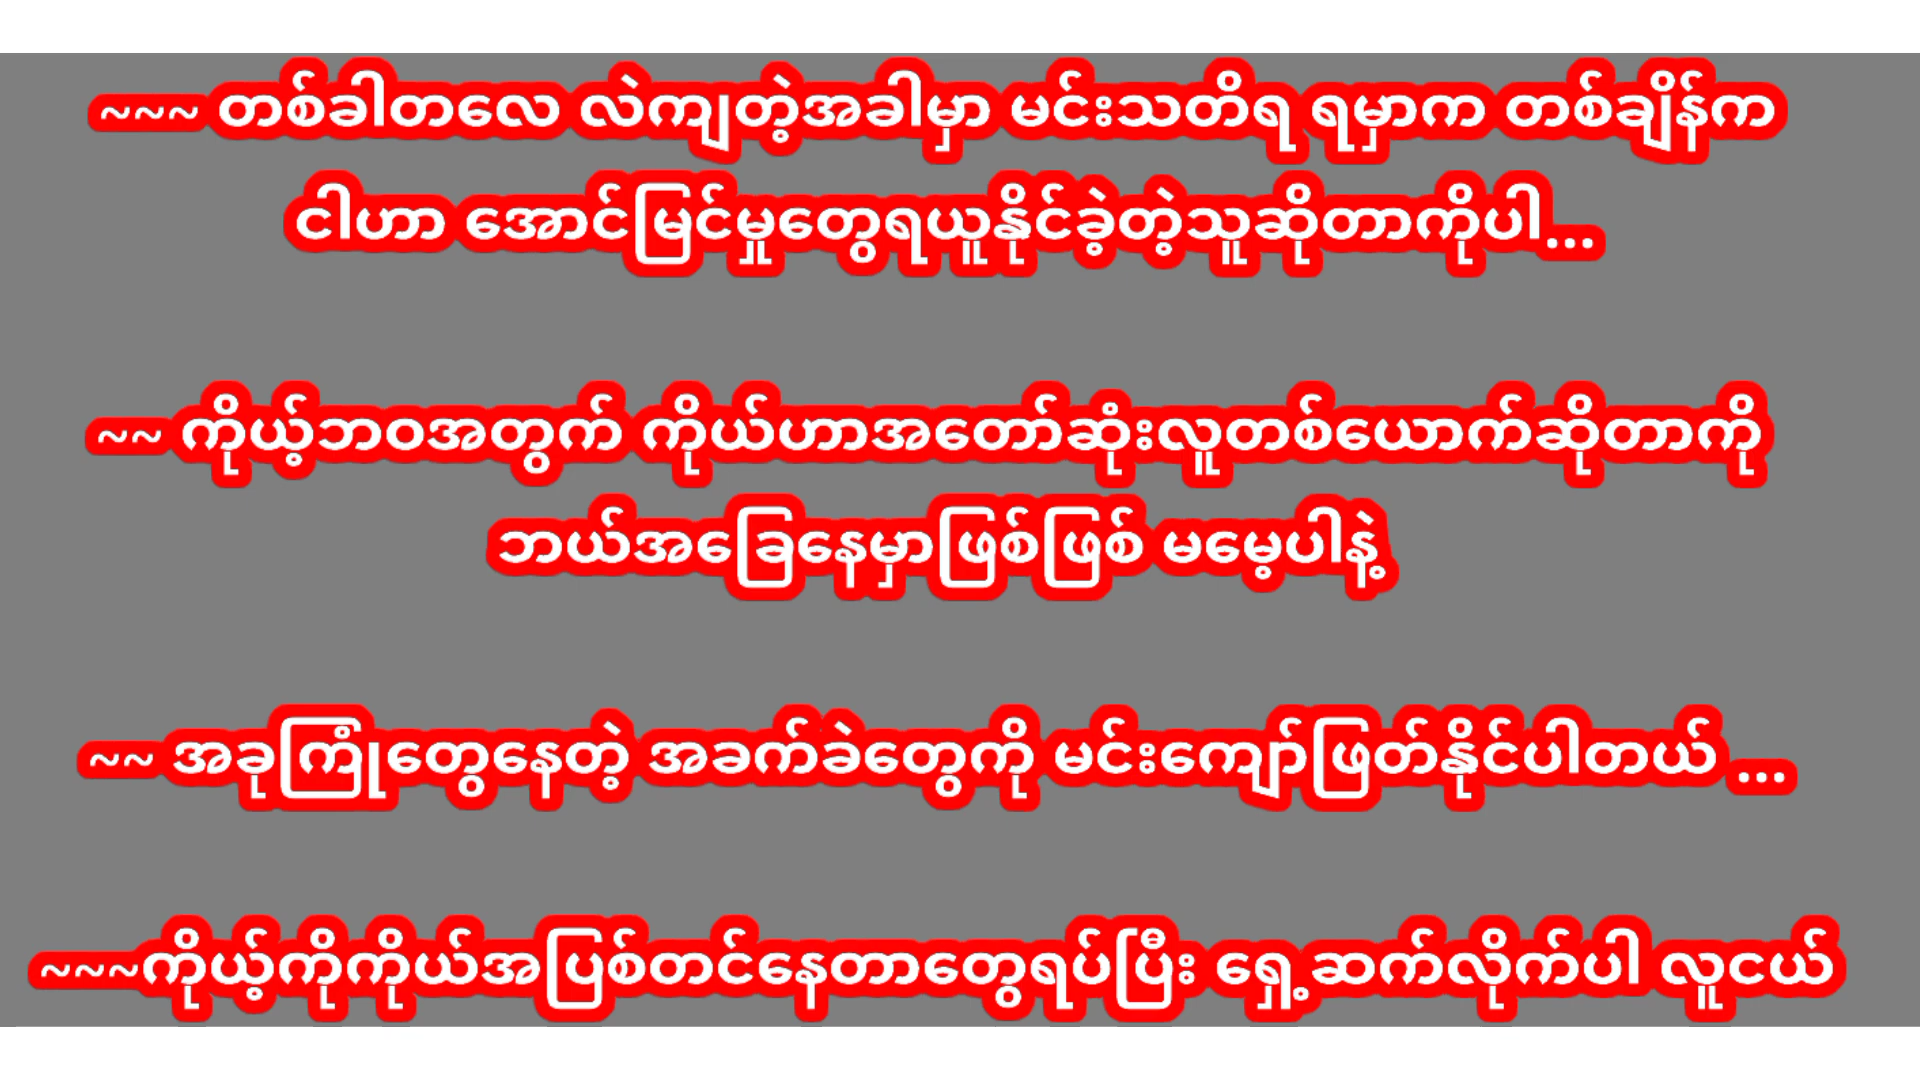 ~~~ တစ်ခါတလေ လဲကျတဲ့အခါမှာ မင်းသတိရ ရမှာက တစ်ချိန်က
ငါဟာ အောင်မြင်မှုတွေရယူနိုင်ခဲ့တဲ့သူဆိုတာကိုပါ...
~~ ကိုယ့်ဘဝအတွက် ကိုယ်ဟာအတော်ဆုံးလူတစ်ယောက်ဆိုတာကို
ဘယ်အခြေနေမှာဖြစ်ဖြစ် မမေ့ပါနဲ့
~~ အခုကြုံတွေနေတဲ့ အခက်ခဲတွေကို မင်းကျော်ဖြတ်နိုင်ပါတယ် ...
~~~ကိုယ့်ကိုကိုယ်အပြစ်တင်နေတာတွေရပ်ပြီး ရှေ့ဆက်လိုက်ပါ လူငယ်